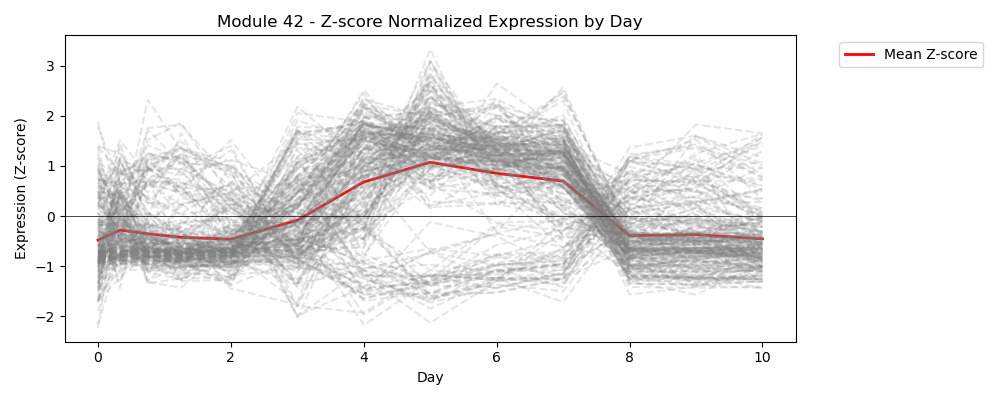 Module 42 - Z-score Normalized Expression by Day
Mean Z-score
Expression (Z-score)
3
2
1
0
−1
−2
0 2 4 6 8 10
Day